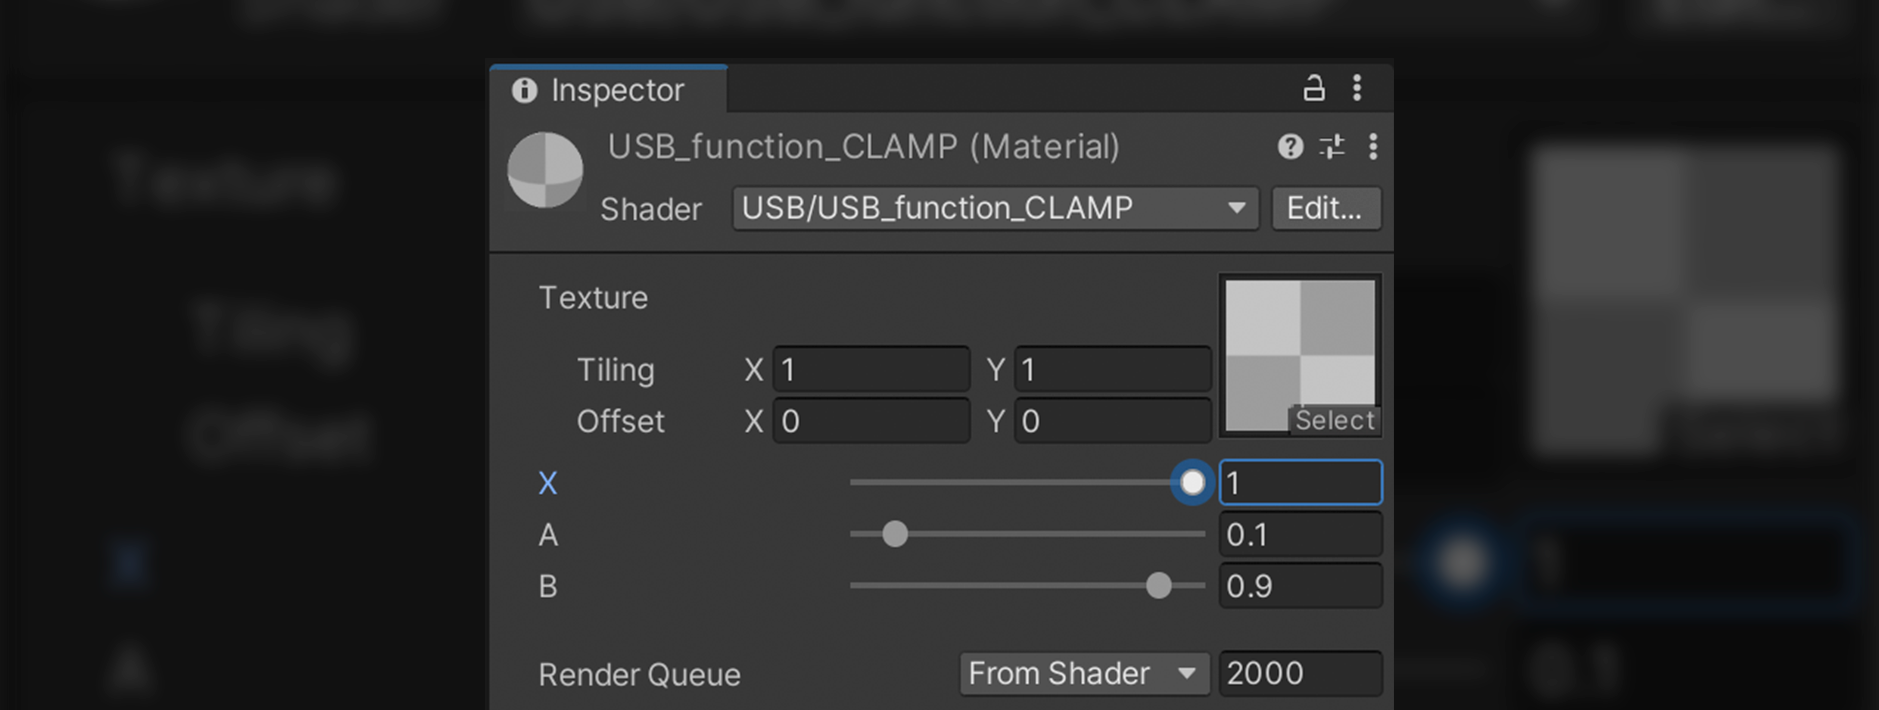 Inspector
USB_function_CLAMP (Material)
Shader USB/USB_function_CLAMP Edit...
Texture
Tiling X 1 Y 1
Offset X 0 Y 0
Select
X 1
A 0.1
B 0.9
Render Queue From Shader 2000